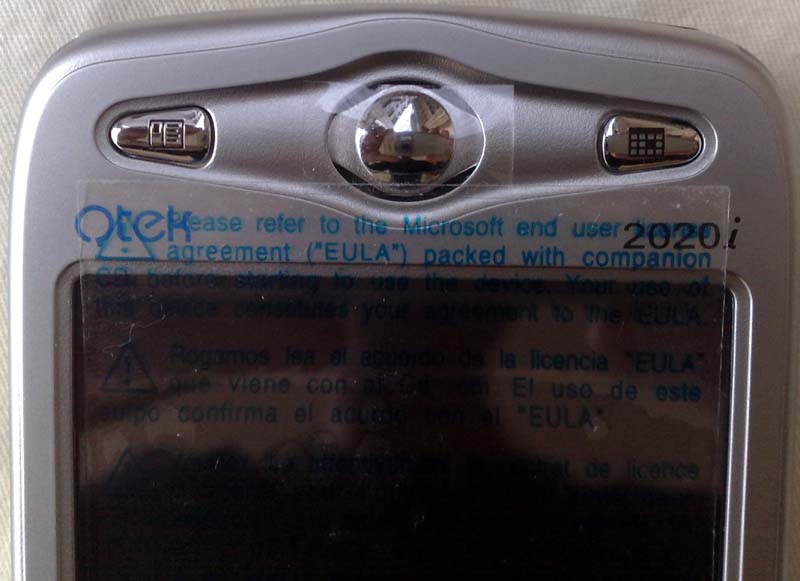 Qtek
2020i
Please refer to the Microsoft end user license
agreement ("EULA") packed with companion
CD before starting to use the device. Your use of
this device constitutes your agreement to the EULA.
Rogamos lea el acuerdo de la licencia "EULA"
que viene con el Cd rom. El uso de este
euipo confirma el acuerdo con el "EULA"
de licence